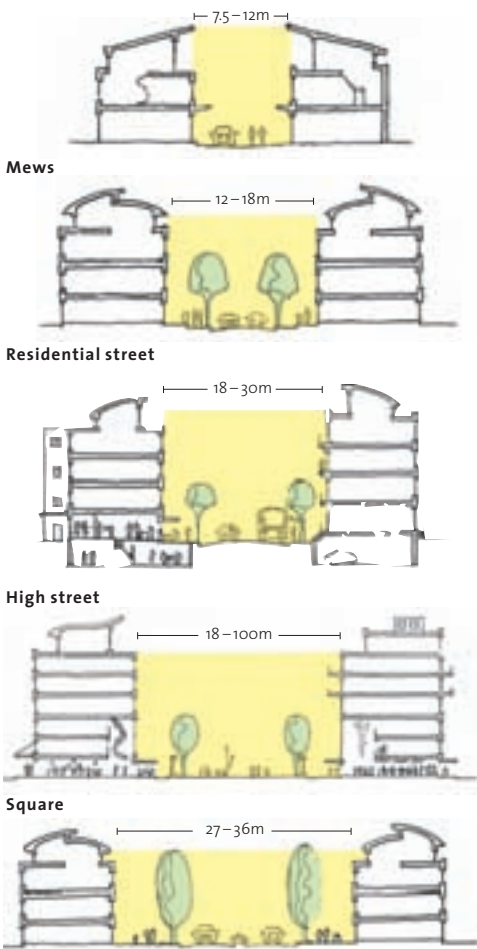 7.5–12m
Mews
12–18m
Residential street
18–30m
High street
18–100m
Square
27–36m